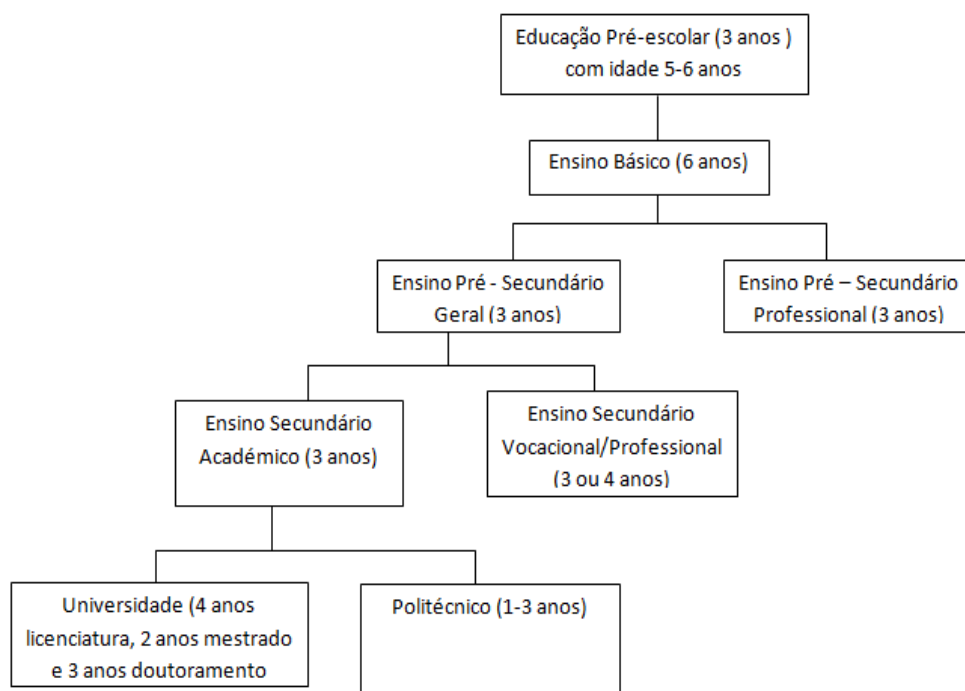 Educação Pré-escolar (3 anos )
com idade 5-6 anos
Ensino Básico (6 anos)
Ensino Pré - Secundário
Geral (3 anos)
Ensino Pré – Secundário
Professional (3 anos)
Ensino Secundário
Académico (3 anos)
Ensino Secundário
Vocacional/Professional
(3 ou 4 anos)
Universidade (4 anos
licenciatura, 2 anos mestrado
e 3 anos doutoramento
Politécnico (1-3 anos)